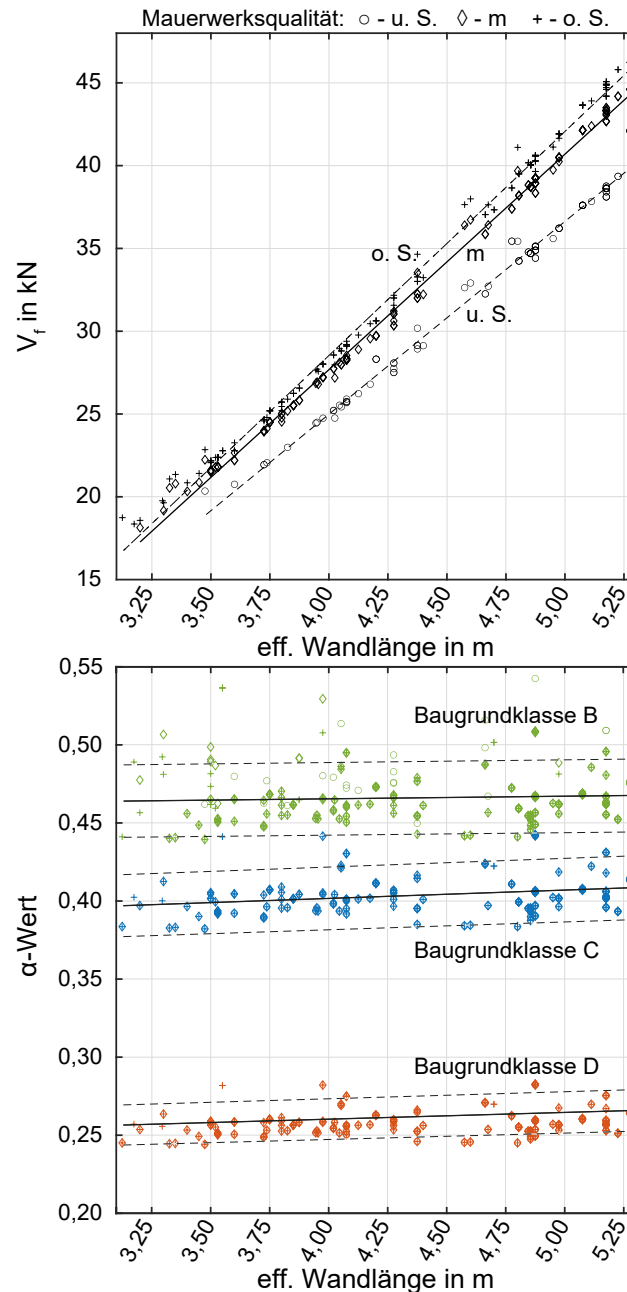 Mauerwerksqualität: ○ - u. S. ◇ - m + - o. S.
45
40
35
30
25
20
15
V_f in kN
o. S.
m
u. S.
3,25 3,50 3,75 4,00 4,25 4,50 4,75 5,00 5,25
eff. Wandlänge in m
0,55
0,50
0,45
0,40
0,35
0,30
0,25
0,20
α-Wert
Baugrundklasse B
Baugrundklasse C
Baugrundklasse D
3,25 3,50 3,75 4,00 4,25 4,50 4,75 5,00 5,25
eff. Wandlänge in m